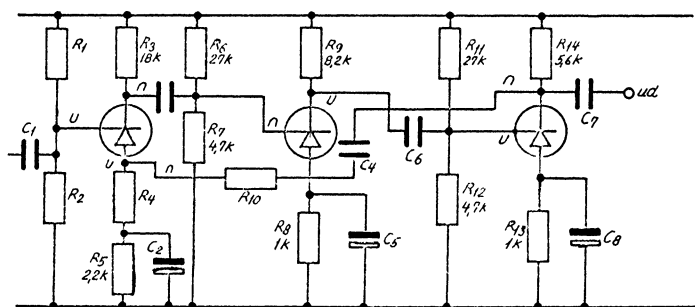 R1
R3
18K
R6
27K
R9
8,2K
R11
27K
R14
5,6K
n
u
n
n
u
n
C7
ud
C1
R7
4,7K
C4
C6
u
u
n
R2
R4
R10
R12
4,7K
R5
2,2K
C2
R8
1K
C5
R13
1K
C8